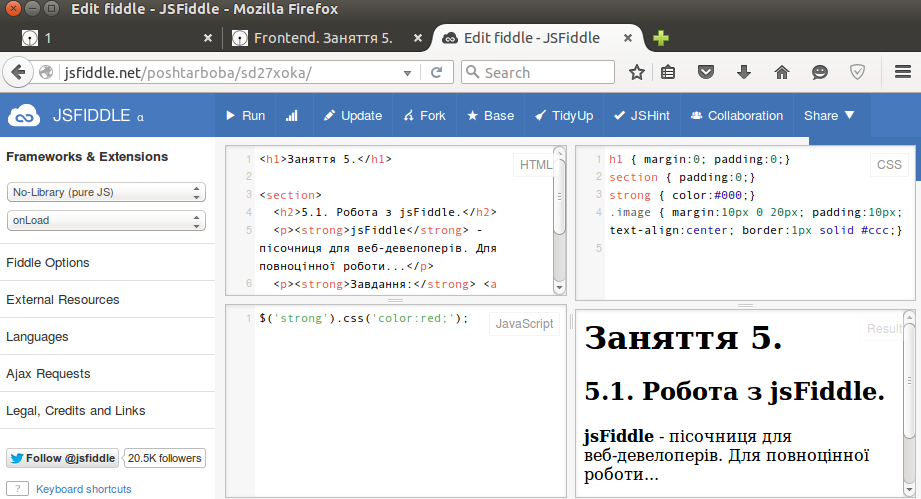 Edit fiddle - JSFiddle - Mozilla Firefox
1
Frontend. Заняття 5.
Edit fiddle - JSFiddle
jsfiddle.net/poshtarboba/sd27xoka/
Search
JSFIDDLE α
Run
Update
Fork
Base
TidyUp
JSHint
Collaboration
Share
Frameworks & Extensions
No-Library (pure JS)
onLoad
Fiddle Options
External Resources
Languages
Ajax Requests
Legal, Credits and Links
Follow @jsfiddle
20.5K followers
? Keyboard shortcuts
HTML
1 <h1>Заняття 5.</h1>
2
3 <section>
4 <h2>5.1. Робота з jsFiddle.</h2>
5 <p><strong>jsFiddle</strong> -
пісочниця для веб-девелоперів. Для
повноцінної роботи...</p>
6 <p><strong>Завдання:</strong> <a
CSS
1 h1 { margin:0; padding:0;}
2 section { padding:0;}
3 strong { color:#000;}
4 .image { margin:10px 0 20px; padding:10px;
text-align:center; border:1px solid #ccc;}
5
JavaScript
1 $('strong').css('color:red;');
Result
Заняття 5.
5.1. Робота з jsFiddle.
jsFiddle - пісочниця для
веб-девелоперів. Для повноцінної
роботи...